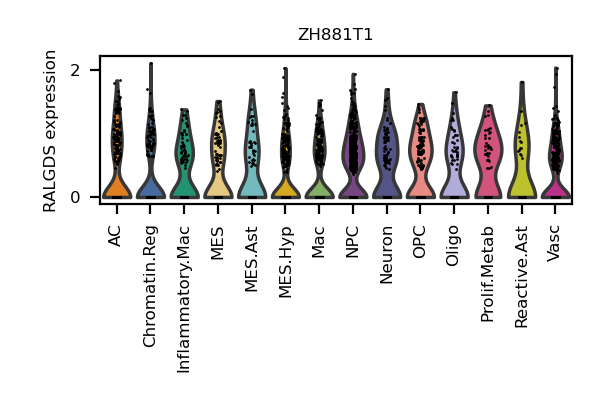 ZH881T1
RALGDS expression
2
0
AC
Chromatin.Reg
Inflammatory.Mac
MES
MES.Ast
MES.Hyp
Mac
NPC
Neuron
OPC
Oligo
Prolif.Metab
Reactive.Ast
Vasc